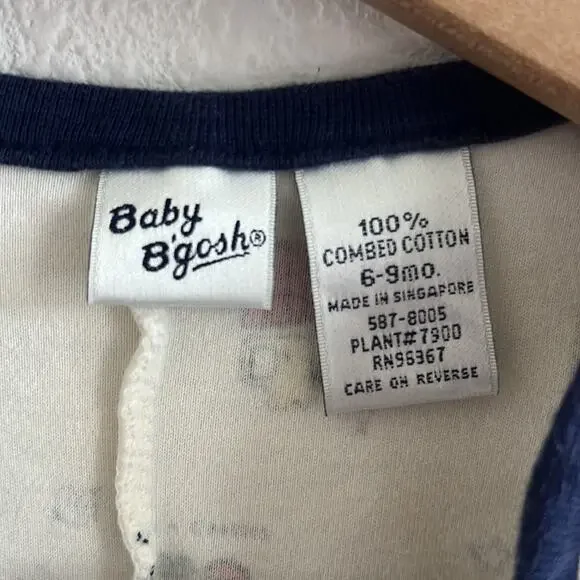 Baby
B'gosh®
100%
COMBED COTTON
6-9mo.
MADE IN SINGAPORE
587-8005
PLANT#7900
RN96367
CARE ON REVERSE